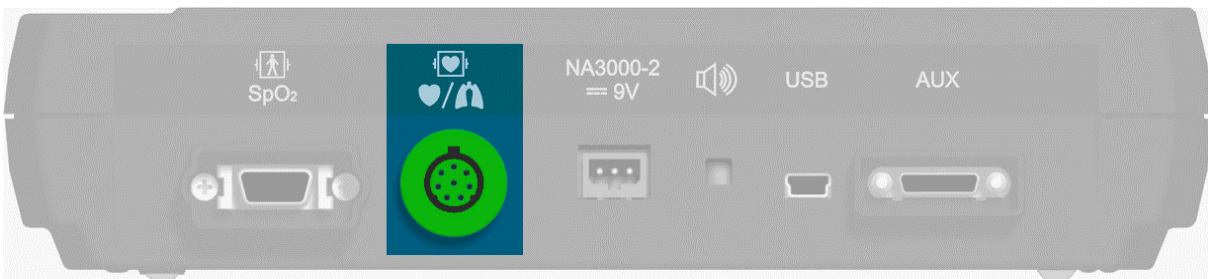 SpO₂
NA3000-2
⎓ 9V
USB
AUX